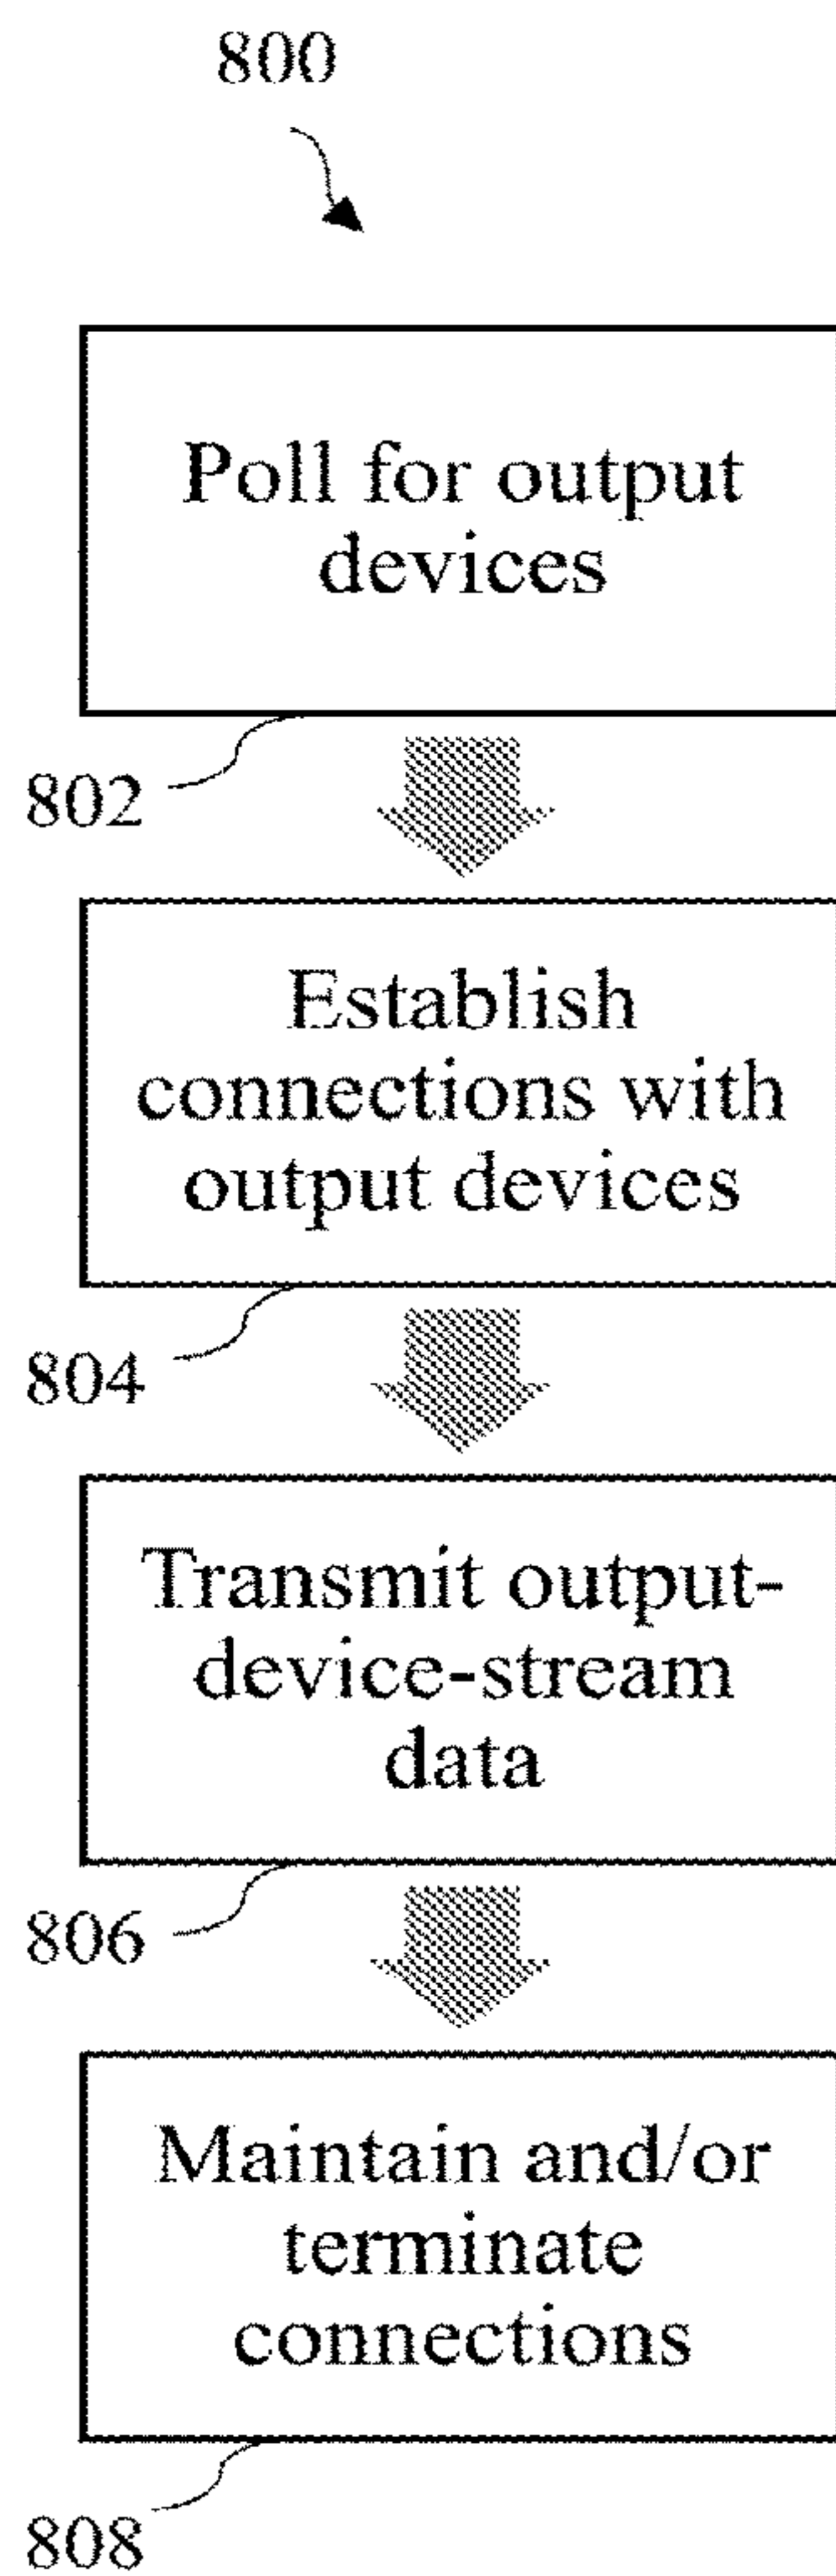 800
Poll for output
devices
802
Establish
connections with
output devices
804
Transmit output-
device-stream
data
806
Maintain and/or
terminate
connections
808